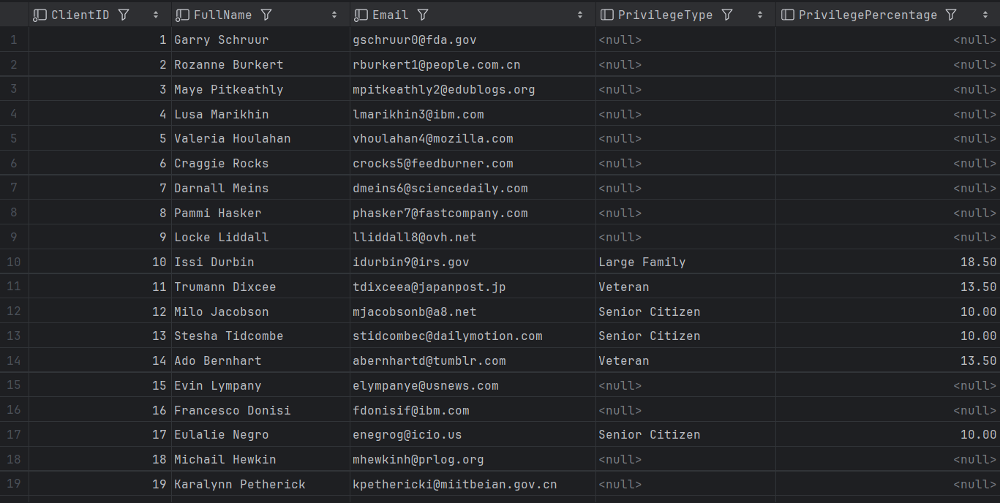 ClientID FullName Email PrivilegeType PrivilegePercentage
1 1 Garry Schruur gschruur0@fda.gov <null> <null>
2 2 Rozanne Burkert rburkert1@people.com.cn <null> <null>
3 3 Maye Pitkeathly mpitkeathly2@edublogs.org <null> <null>
4 4 Lusa Marikhin lmarikhin3@ibm.com <null> <null>
5 5 Valeria Houlahan vhoulahan4@mozilla.com <null> <null>
6 6 Craggie Rocks crocks5@feedburner.com <null> <null>
7 7 Darnall Meins dmeins6@sciencedaily.com <null> <null>
8 8 Pammi Hasker phasker7@fastcompany.com <null> <null>
9 9 Locke Liddall lliddall8@ovh.net <null> <null>
10 10 Issi Durbin idurbin9@irs.gov Large Family 18.50
11 11 Trumann Dixcee tdixceea@japanpost.jp Veteran 13.50
12 12 Milo Jacobson mjacobsonb@a8.net Senior Citizen 10.00
13 13 Stesha Tidcombe stidcombec@dailymotion.com Senior Citizen 10.00
14 14 Ado Bernhart abernhartd@tumblr.com Veteran 13.50
15 15 Evin Lympany elympanye@usnews.com <null> <null>
16 16 Francesco Donisi fdonisif@ibm.com <null> <null>
17 17 Eulalie Negro enegrog@icio.us Senior Citizen 10.00
18 18 Michail Hewkin mhewkinh@prlog.org <null> <null>
19 19 Karalynn Petherick kpethericki@miitbeian.gov.cn <null> <null>